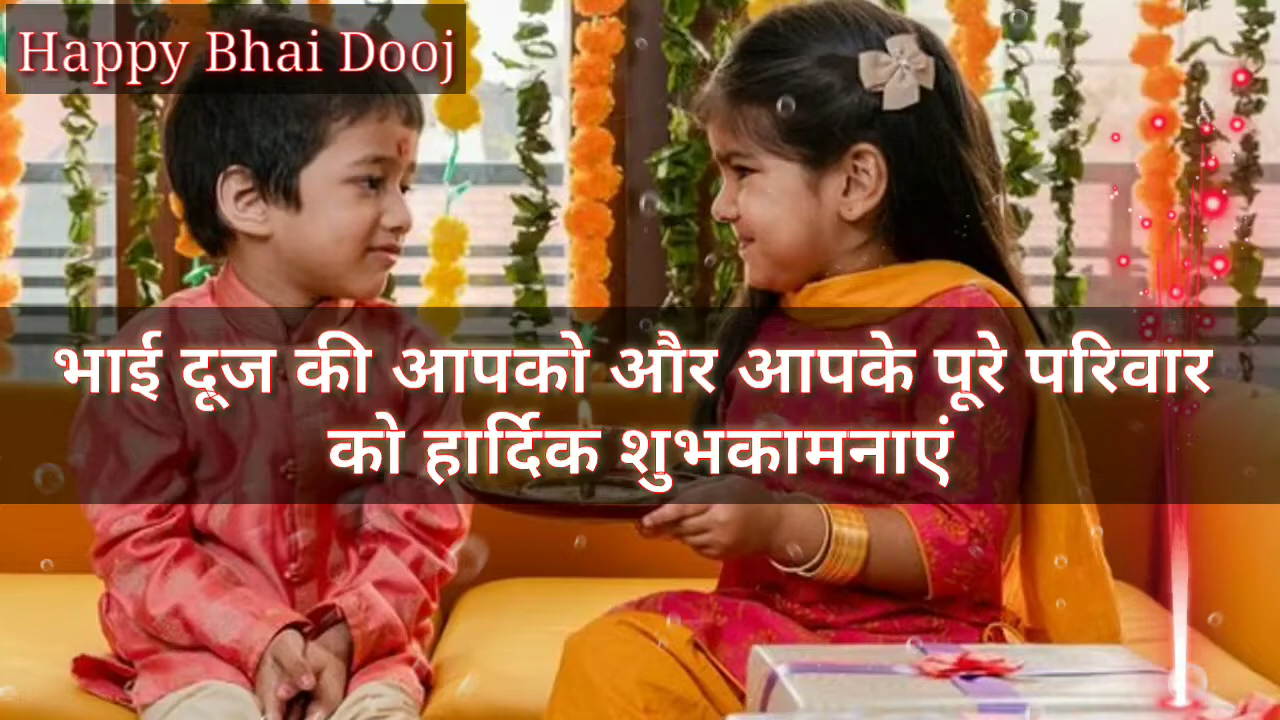 Happy Bhai Dooj
भाई दूज की आपको और आपके पूरे परिवार
को हार्दिक शुभकामनाएं